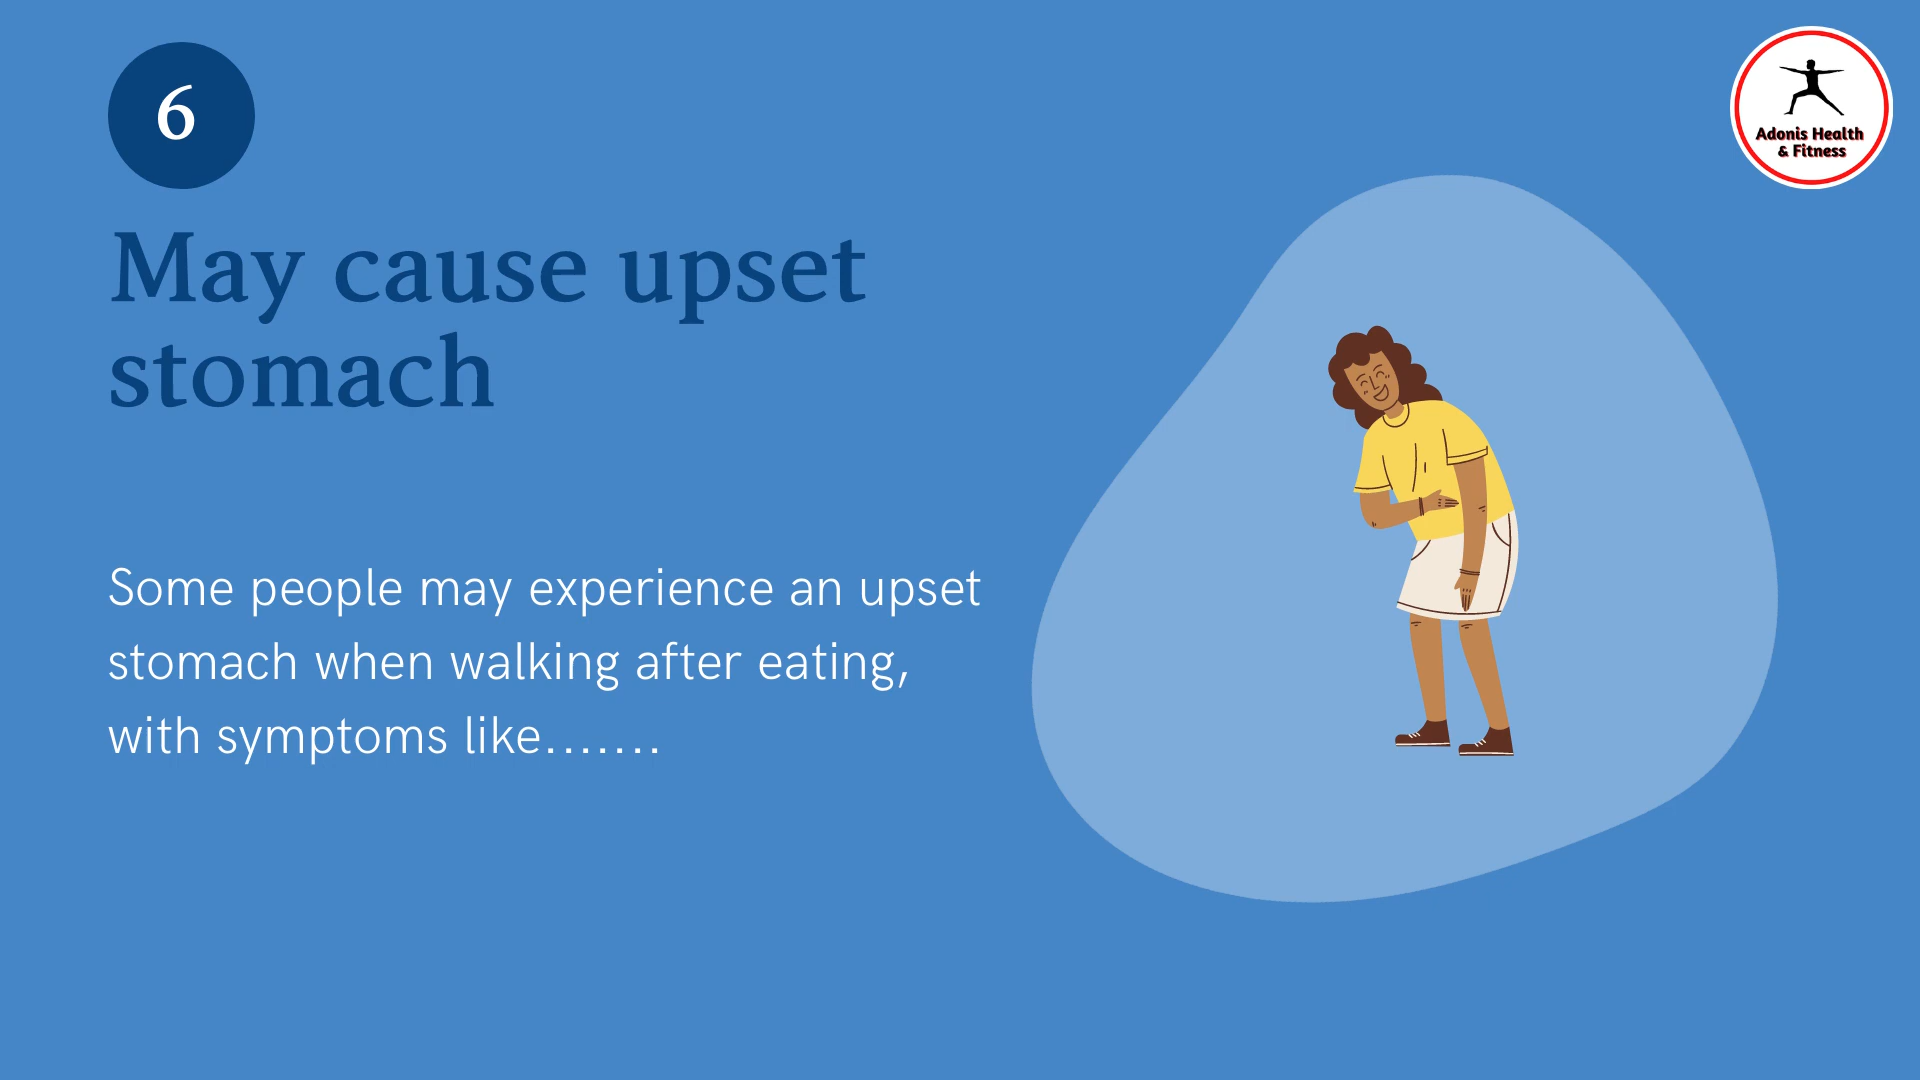 6
Adonis Health
& Fitness
May cause upset
stomach
Some people may experience an upset
stomach when walking after eating,
with symptoms like.......